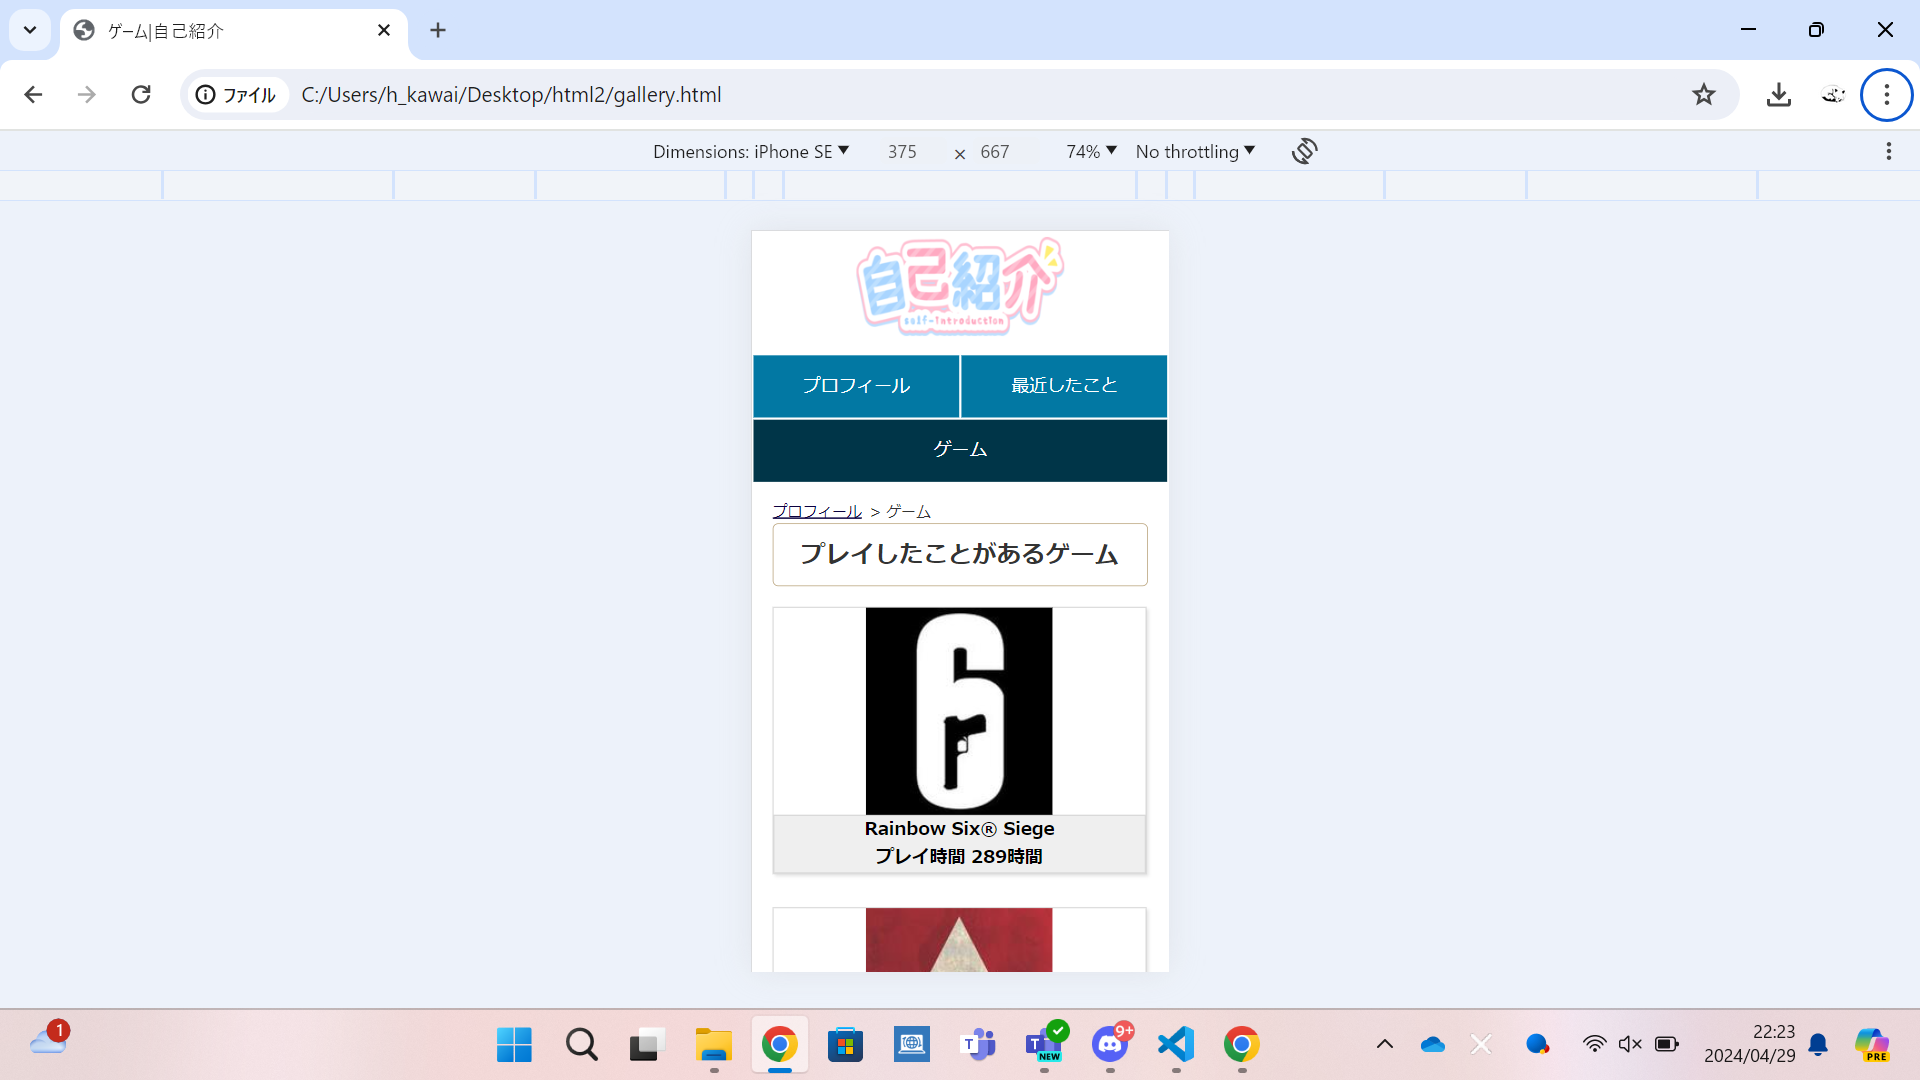 ゲーム|自己紹介
ファイル
C:/Users/h_kawai/Desktop/html2/gallery.html
Dimensions: iPhone SE
375 × 667
74%
No throttling
自己紹介
self-introduction
プロフィール
最近したこと
ゲーム
プロフィール > ゲーム
プレイしたことがあるゲーム
6
Rainbow Six® Siege
プレイ時間 289時間
1
T
T
NEW
9+
22:23
2024/04/29
PRE